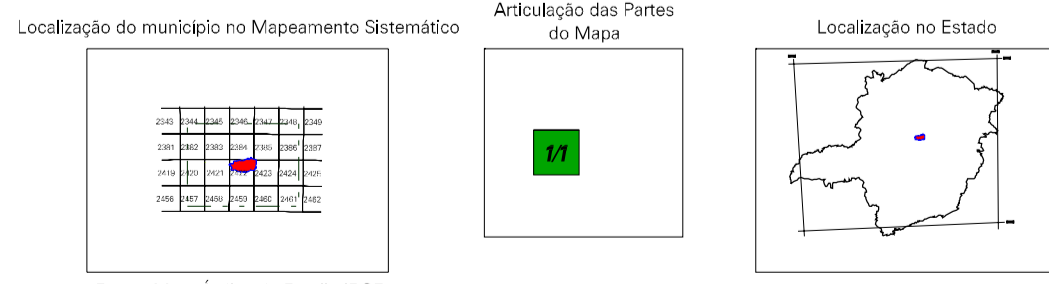 Localização do município no Mapeamento Sistemático
Articulação das Partes
do Mapa
Localização no Estado
2343 2344 2345 2346 2347 2348 2349
2381 2382 2383 2384 2385 2386 2387
1/1
2419 2420 2421 2423 2424 2425
2456 2457 2458 2459 2460 2461 2462